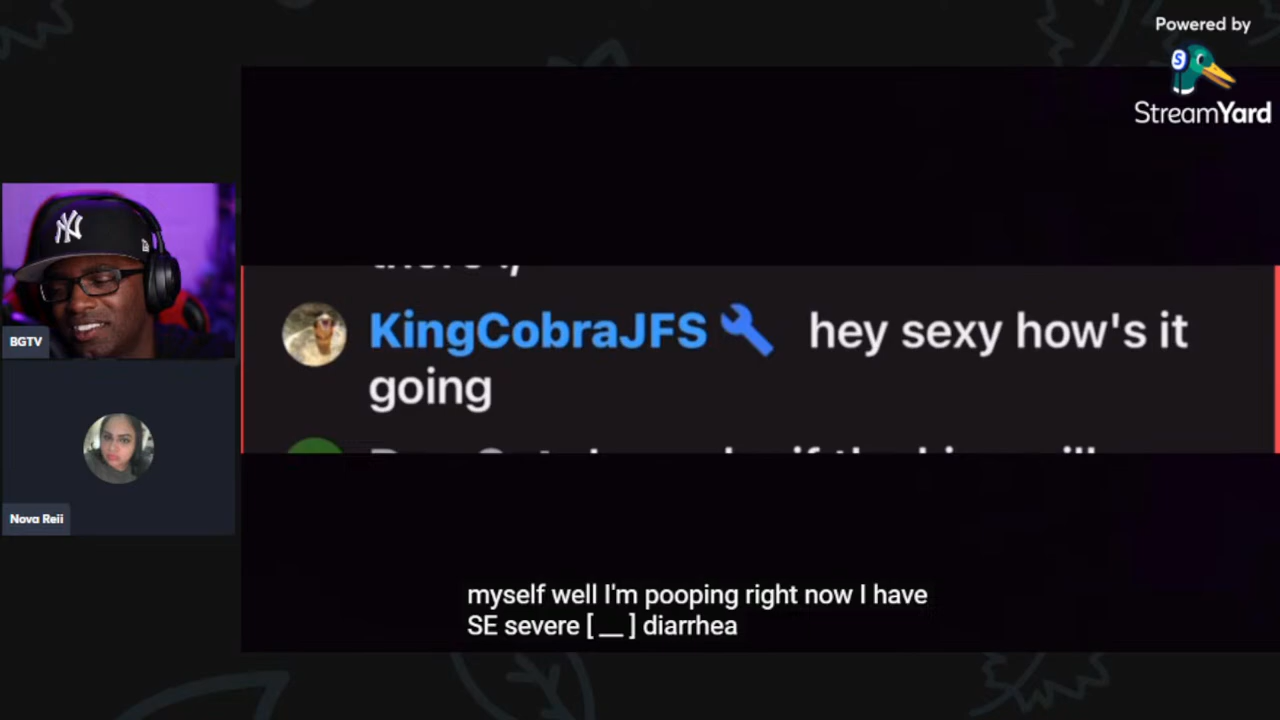 Powered by
StreamYard
BGTV
Nova Reii
KingCobraJFS hey sexy how's it
going
myself well I'm pooping right now I have
SE severe [ __ ] diarrhea